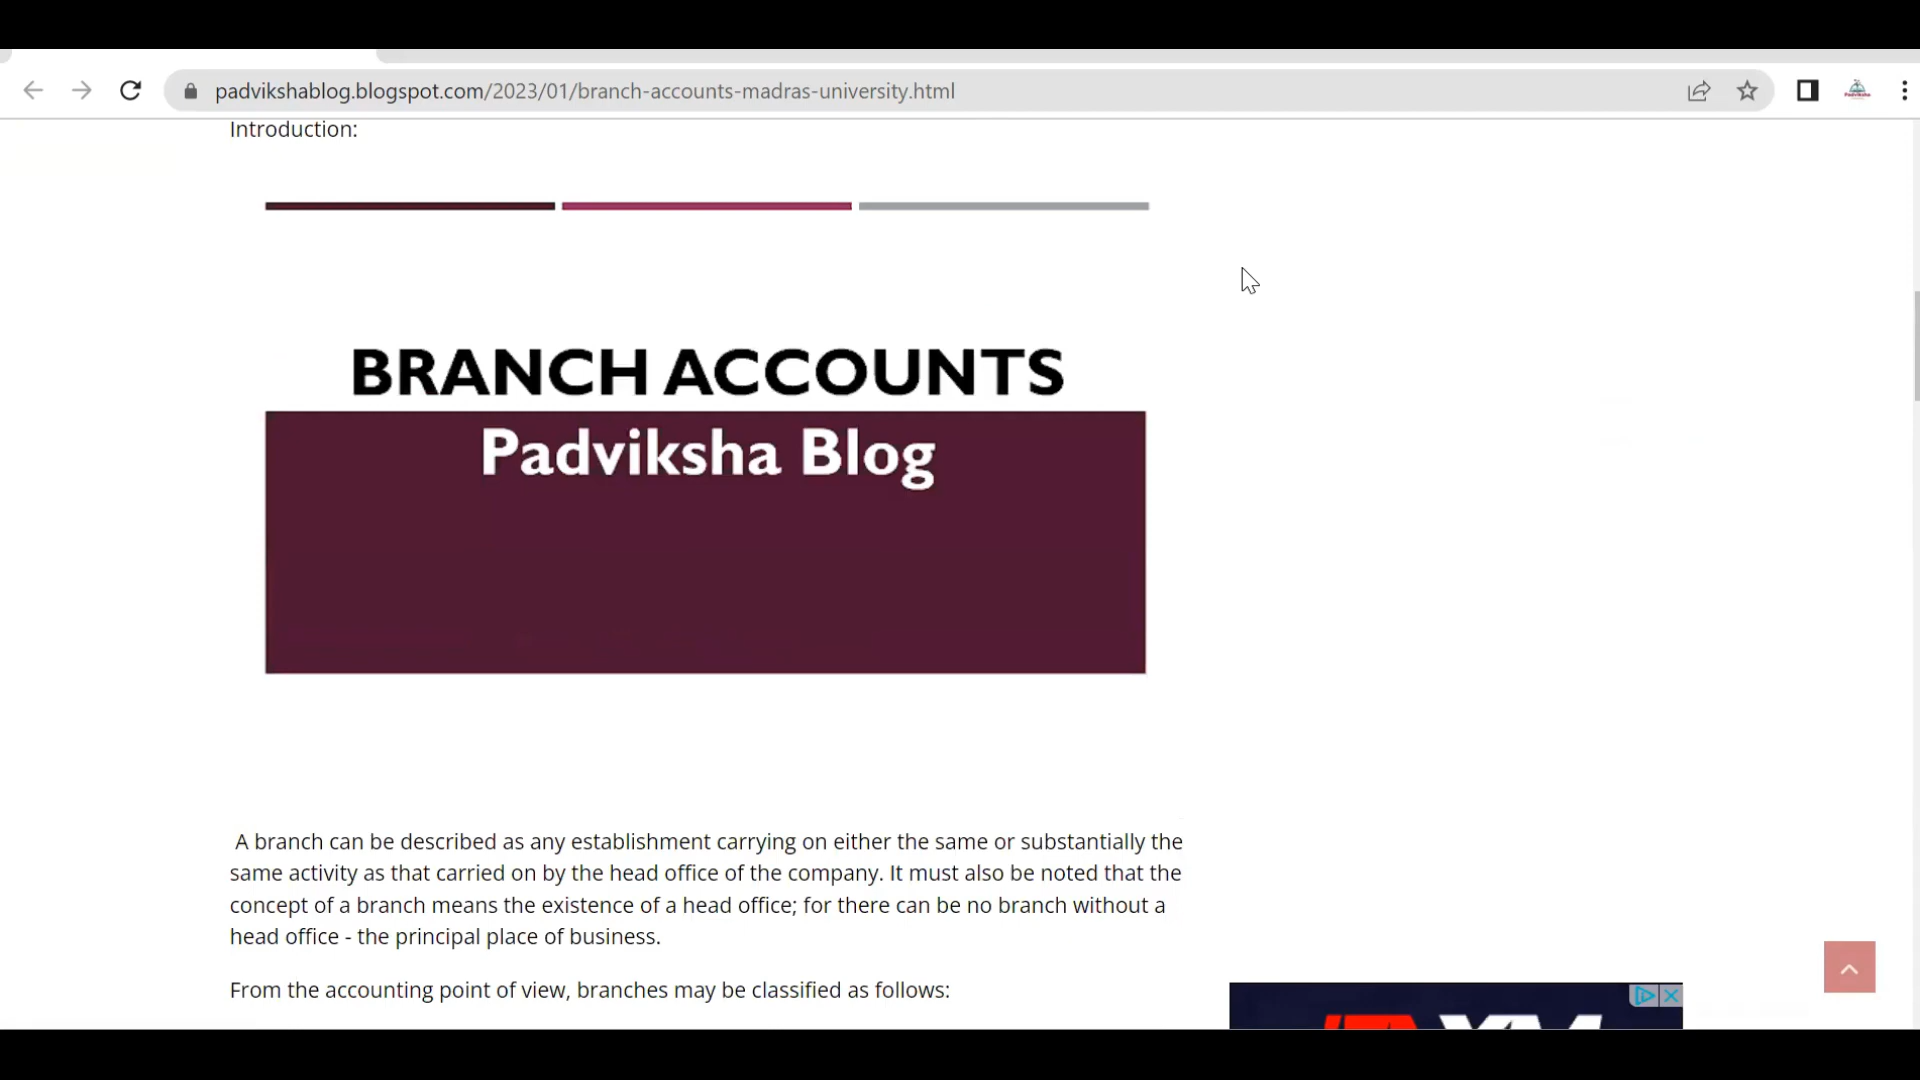 padvikshablog.blogspot.com/2023/01/branch-accounts-madras-university.html
Introduction:
BRANCH ACCOUNTS
Padviksha Blog
A branch can be described as any establishment carrying on either the same or substantially the
same activity as that carried on by the head office of the company. It must also be noted that the
concept of a branch means the existence of a head office; for there can be no branch without a
head office - the principal place of business.
From the accounting point of view, branches may be classified as follows: